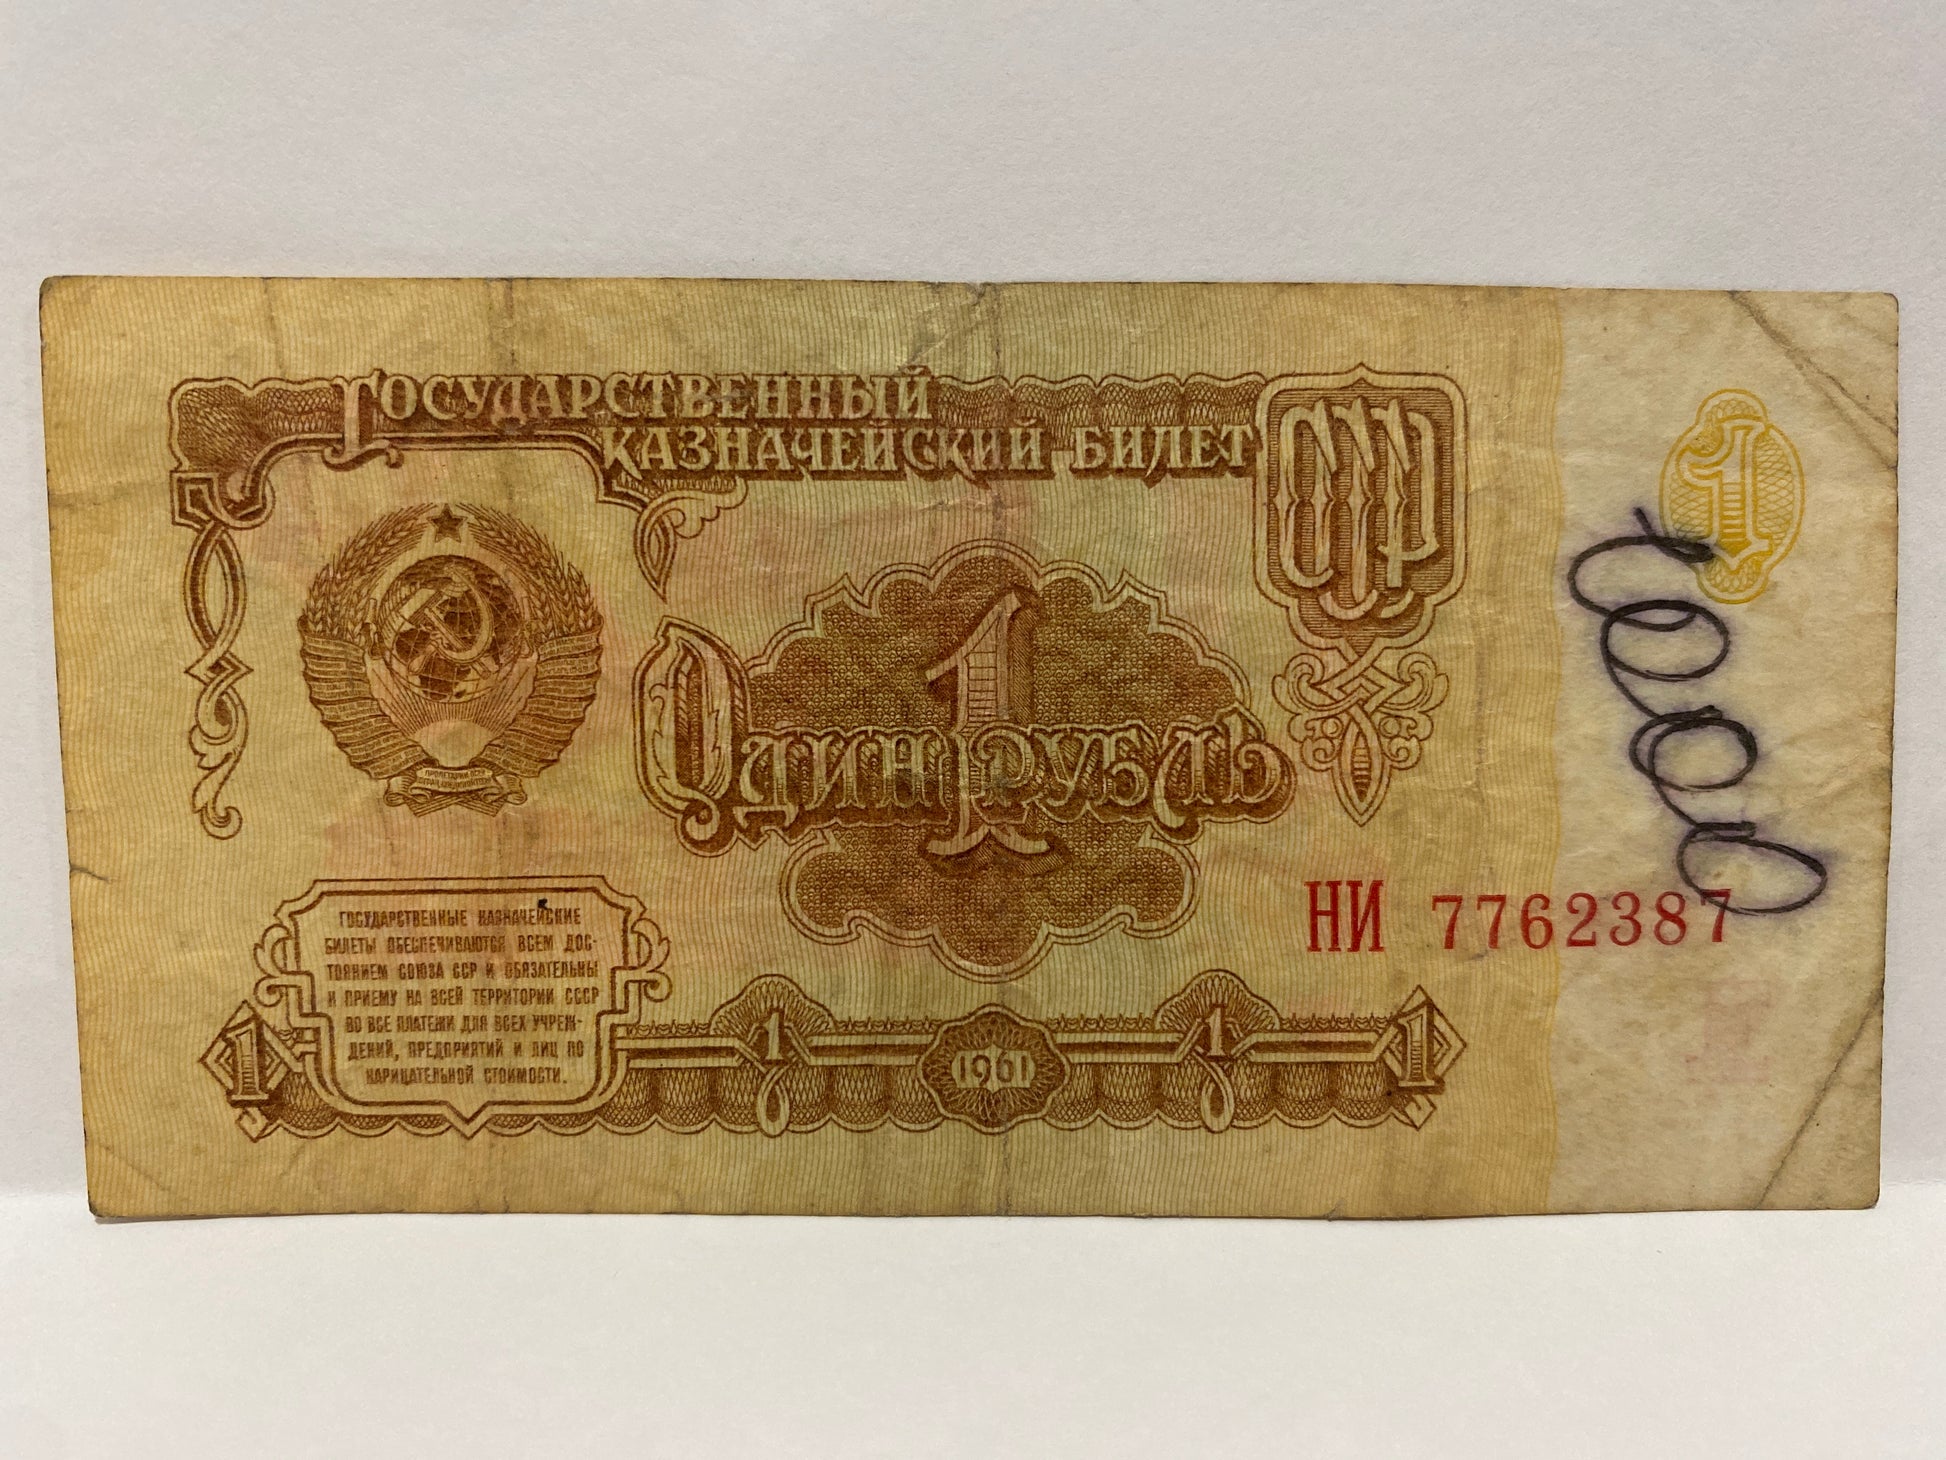 ГОСУДАРСТВЕННЫЙ
КАЗНАЧЕЙСКИЙ БИЛЕТ
СССР
1
1
ОДИН РУБЛЬ
НИ 7762387
ГОСУДАРСТВЕННЫЕ КАЗНАЧЕЙСКИЕ
БИЛЕТЫ ОБЕСПЕЧИВАЮТСЯ ВСЕМ ДОС-
ТОЯНИЕМ СОЮЗА ССР И ОБЯЗАТЕЛЬНЫ
К ПРИЕМУ НА ВСЕЙ ТЕРРИТОРИИ СССР
ВО ВСЕ ПЛАТЕЖИ ДЛЯ ВСЕХ УЧРЕЖ-
ДЕНИЙ, ПРЕДПРИЯТИЙ И ЛИЦ ПО
НАРИЦАТЕЛЬНОЙ СТОИМОСТИ.
1 1 1961 1 1